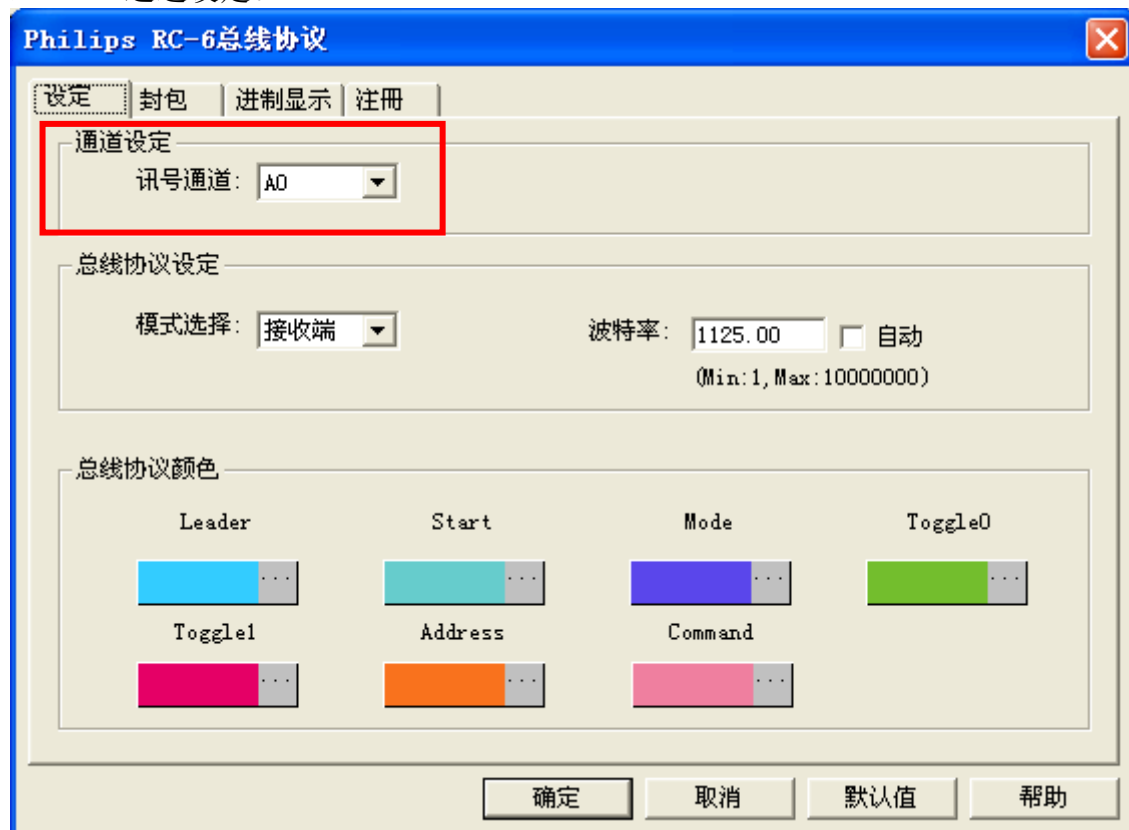 Philips RC-6总线协议
设定 封包 进制显示 注册
通道设定
讯号通道: A0
总线协议设定
模式选择: 接收端 波特率: 1125.00 自动
(Min:1,Max:10000000)
总线协议颜色
Leader Start Mode Toggle0
... ... ... ...
Toggle1 Address Command
... ... ...
确定 取消 默认值 帮助